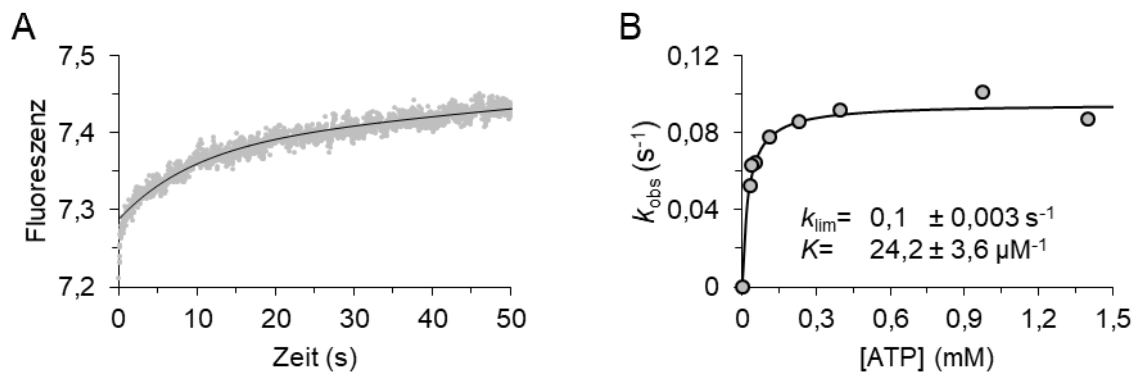 A
7,5
7,4
7,3
7,2
Fluoreszenz
0
10
20
30
40
50
Zeit (s)
B
0,12
0,08
0,04
0
k_obs (s⁻¹)
k_lim= 0,1 ± 0,003 s⁻¹
K= 24,2 ± 3,6 µM⁻¹
0
0,3
0,6
0,9
1,2
1,5
[ATP] (mM)